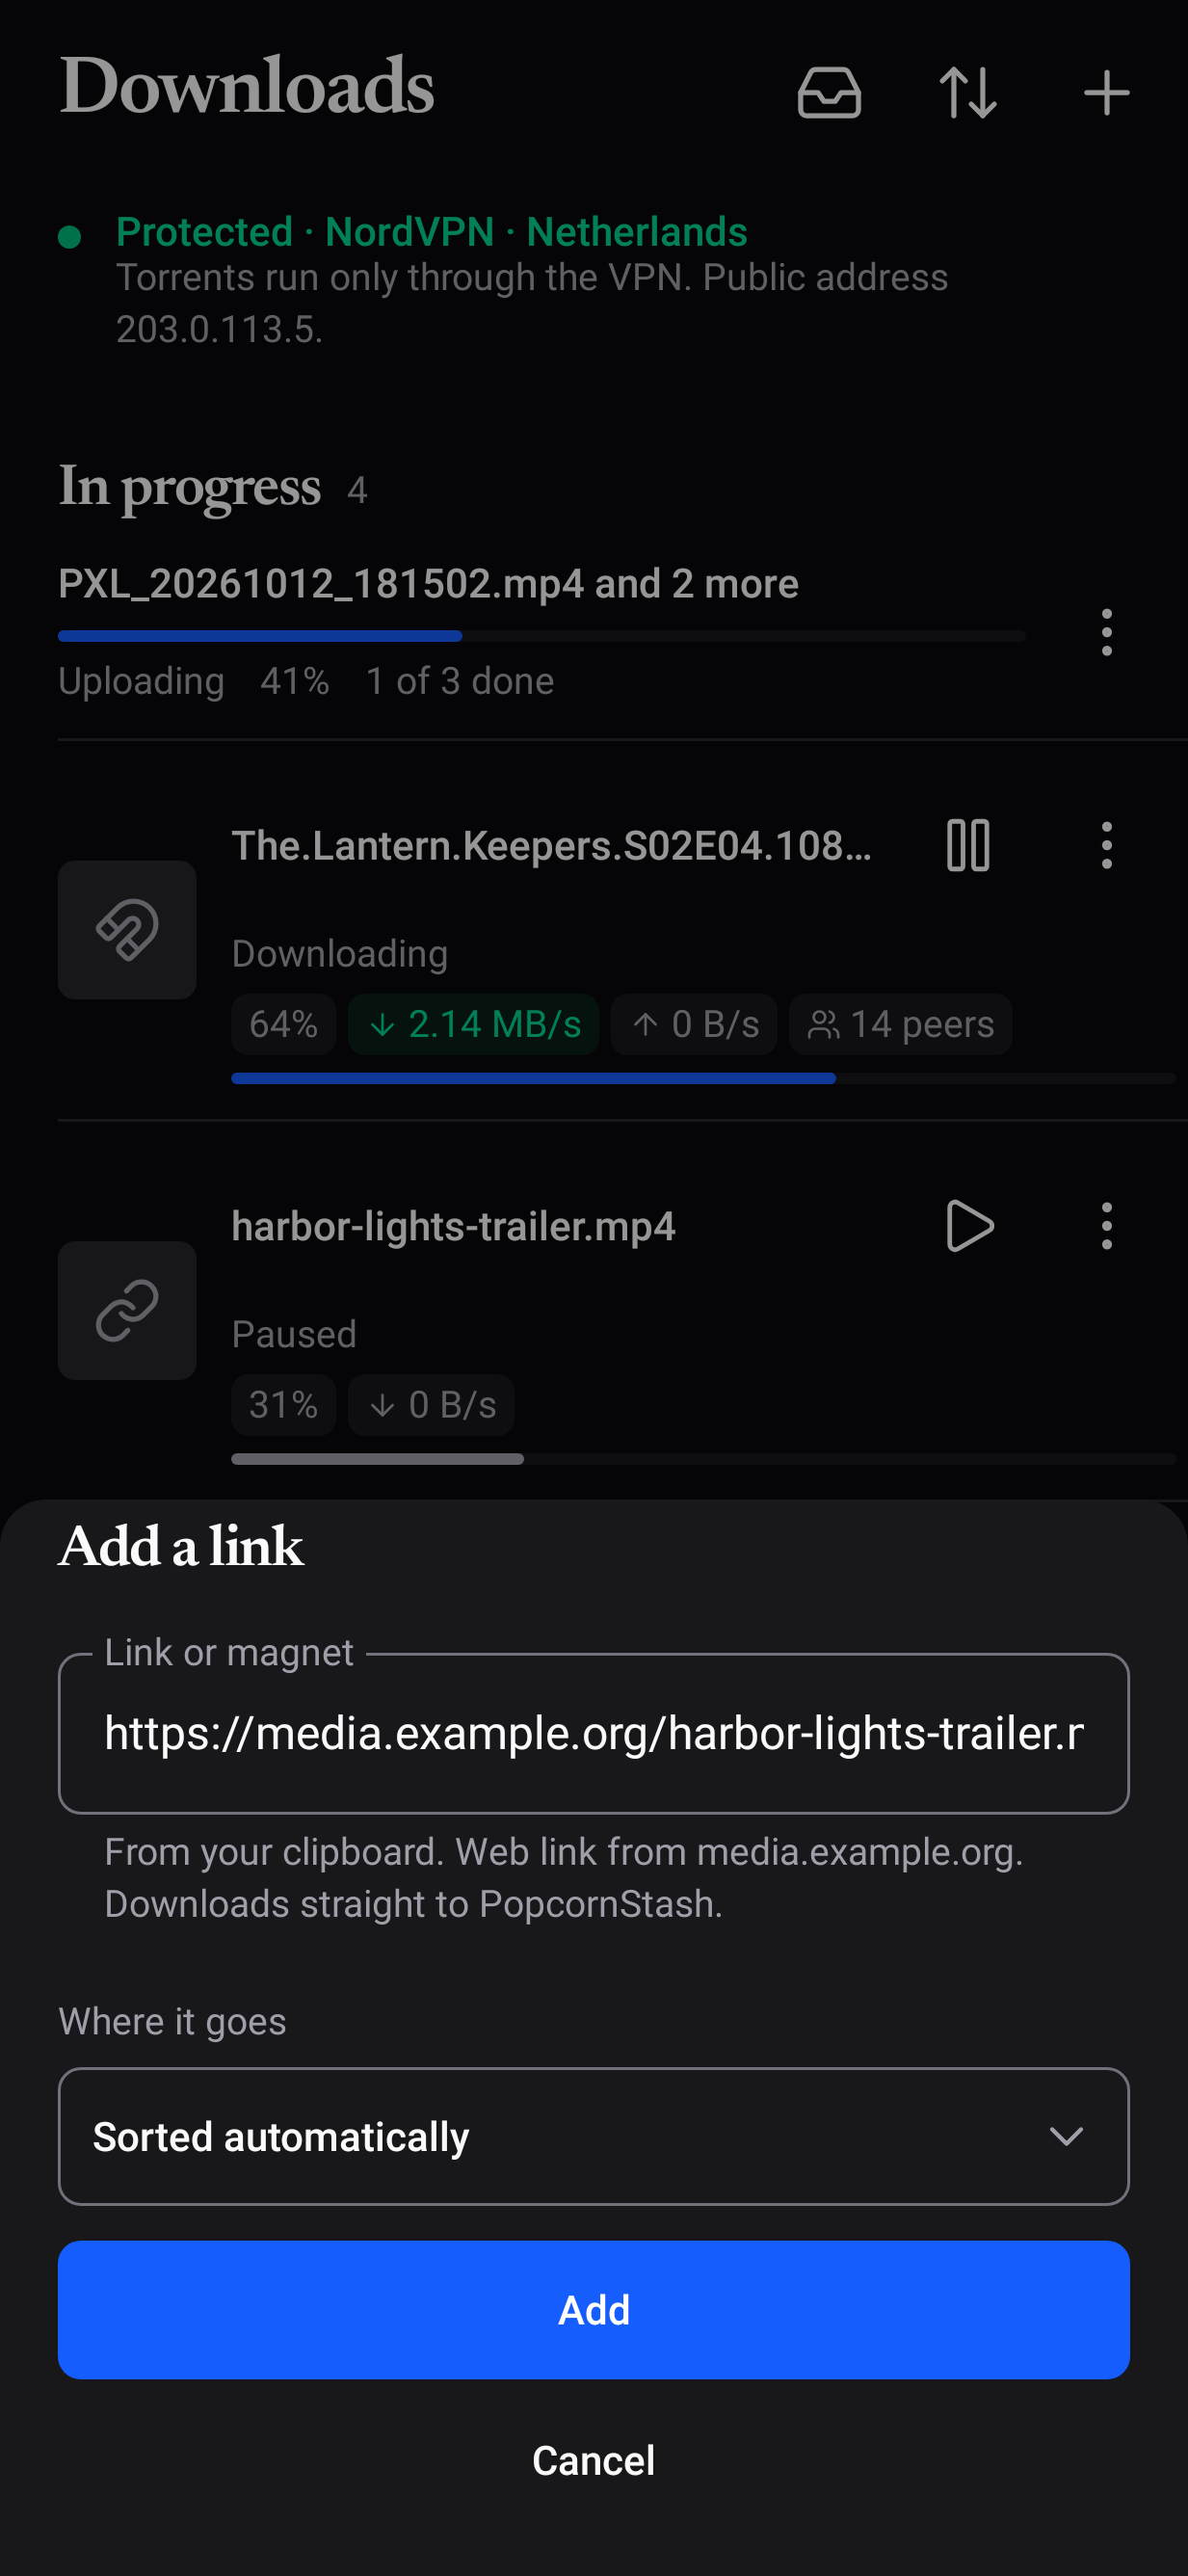 Downloads
Protected · NordVPN · Netherlands
Torrents run only through the VPN. Public address
203.0.113.5.
In progress 4
PXL_20261012_181502.mp4 and 2 more
Uploading 41% 1 of 3 done
The.Lantern.Keepers.S02E04.108…
Downloading
64% ↓ 2.14 MB/s ↑ 0 B/s 14 peers
harbor-lights-trailer.mp4
Paused
31% ↓ 0 B/s
Add a link
Link or magnet
https://media.example.org/harbor-lights-trailer.
From your clipboard. Web link from media.example.org.
Downloads straight to PopcornStash.
Where it goes
Sorted automatically
Add
Cancel